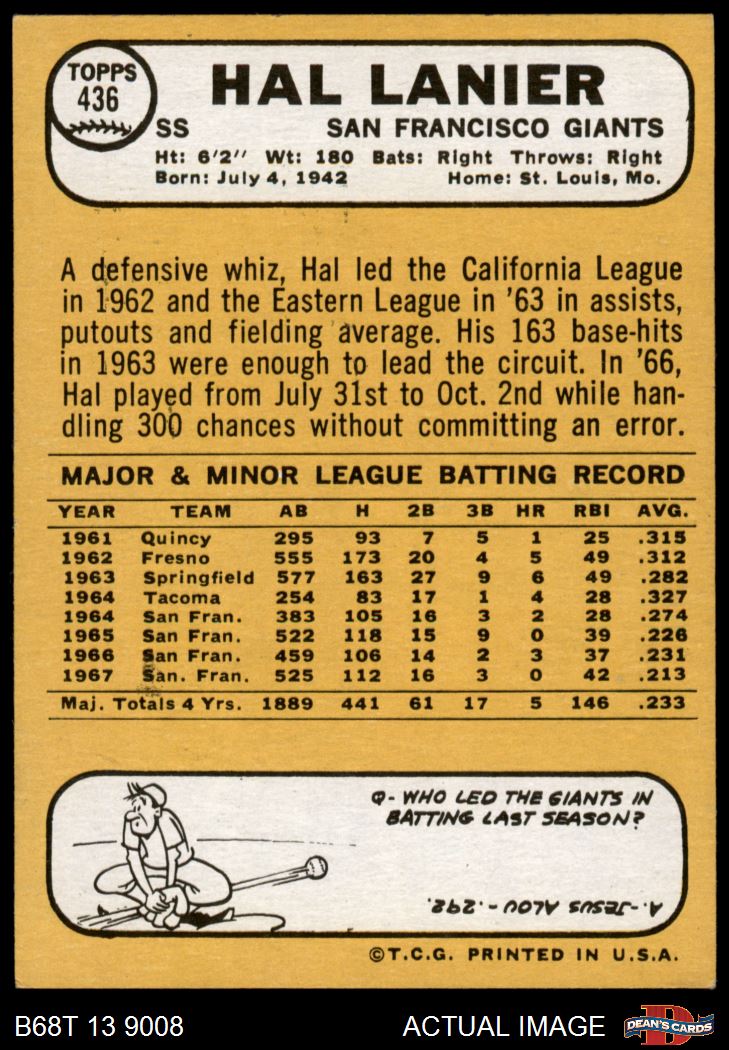 TOPPS
436
HAL LANIER
SS SAN FRANCISCO GIANTS
Ht: 6'2'' Wt: 180 Bats: Right Throws: Right
Born: July 4, 1942 Home: St. Louis, Mo.
A defensive whiz, Hal led the California League
in 1962 and the Eastern League in '63 in assists,
putouts and fielding average. His 163 base-hits
in 1963 were enough to lead the circuit. In '66,
Hal played from July 31st to Oct. 2nd while han-
dling 300 chances without committing an error.
MAJOR & MINOR LEAGUE BATTING RECORD
YEAR TEAM AB H 2B 3B HR RBI AVG.
1961 Quincy 295 93 7 5 1 25 .315
1962 Fresno 555 173 20 4 5 49 .312
1963 Springfield 577 163 27 9 6 49 .282
1964 Tacoma 254 83 17 1 4 28 .327
1964 San Fran. 383 105 16 3 2 28 .274
1965 San Fran. 522 118 15 9 0 39 .226
1966 San Fran. 459 106 14 2 3 37 .231
1967 San. Fran. 525 112 16 3 0 42 .213
Maj. Totals 4 Yrs. 1889 441 61 17 5 146 .233
Q- WHO LED THE GIANTS IN
BATTING LAST SEASON?
A.-JESUS ALOU -.292.
©T.C.G. PRINTED IN U.S.A.
B68T 13 9008 ACTUAL IMAGE
D
DEAN'S CARDS